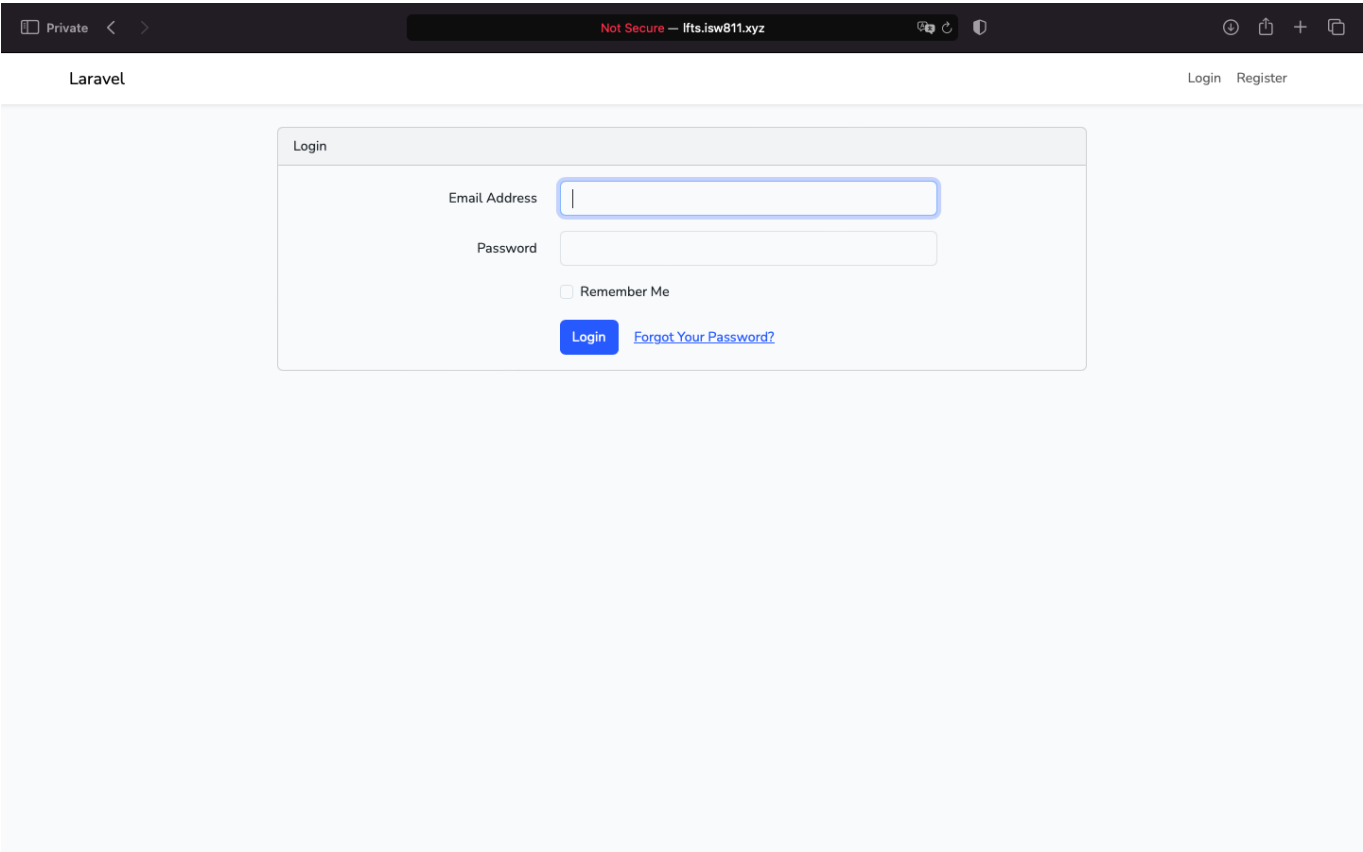 Private
Not Secure — lfts.isw811.xyz
Laravel
Login Register
Login
Email Address
Password
Remember Me
Login Forgot Your Password?